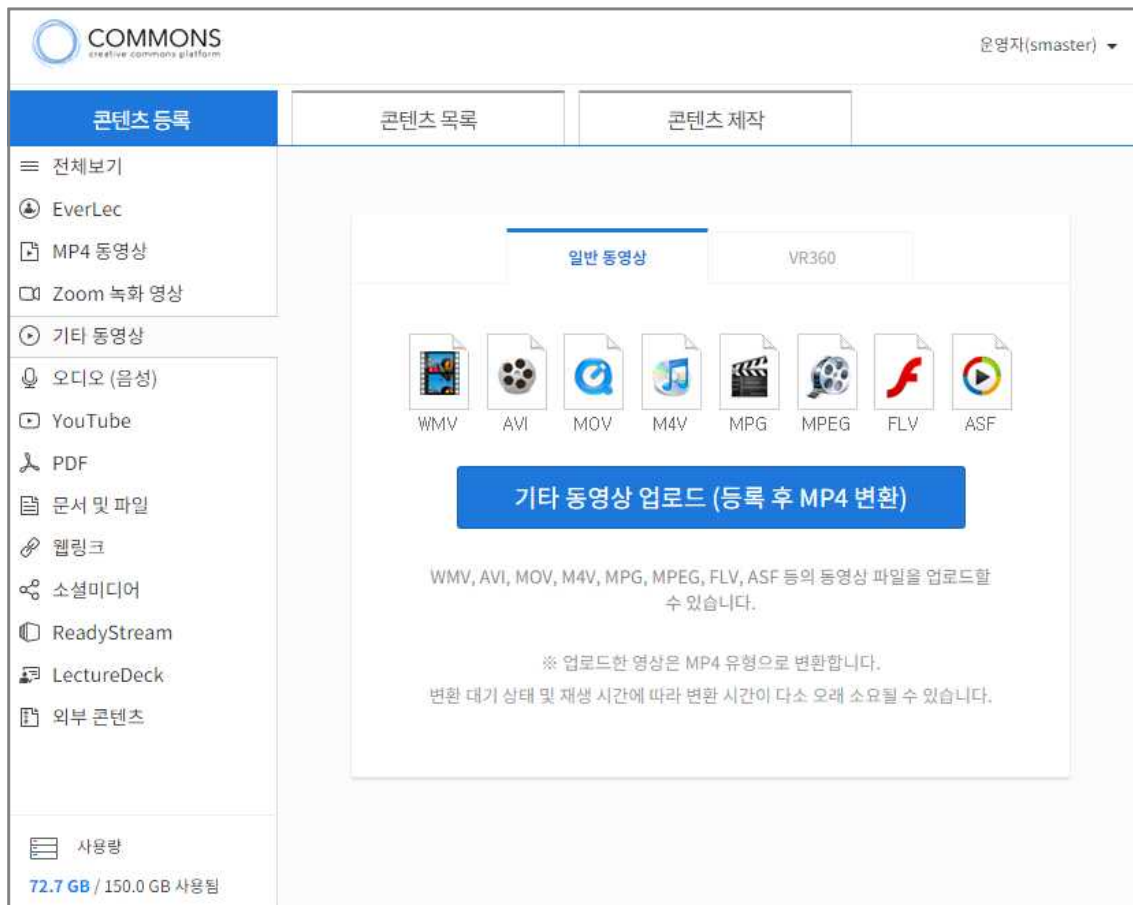 COMMONS
creative commons platform
운영자(smaster)
콘텐츠 등록
콘텐츠 목록
콘텐츠 제작
전체보기
EverLec
MP4 동영상
Zoom 녹화 영상
기타 동영상
오디오 (음성)
YouTube
PDF
문서 및 파일
웹링크
소셜미디어
ReadyStream
LectureDeck
외부 콘텐츠
사용량
72.7 GB / 150.0 GB 사용됨
일반 동영상
VR360
WMV AVI MOV M4V MPG MPEG FLV ASF
기타 동영상 업로드 (등록 후 MP4 변환)
WMV, AVI, MOV, M4V, MPG, MPEG, FLV, ASF 등의 동영상 파일을 업로드할
수 있습니다.
※ 업로드한 영상은 MP4 유형으로 변환합니다.
변환 대기 상태 및 재생 시간에 따라 변환 시간이 다소 오래 소요될 수 있습니다.